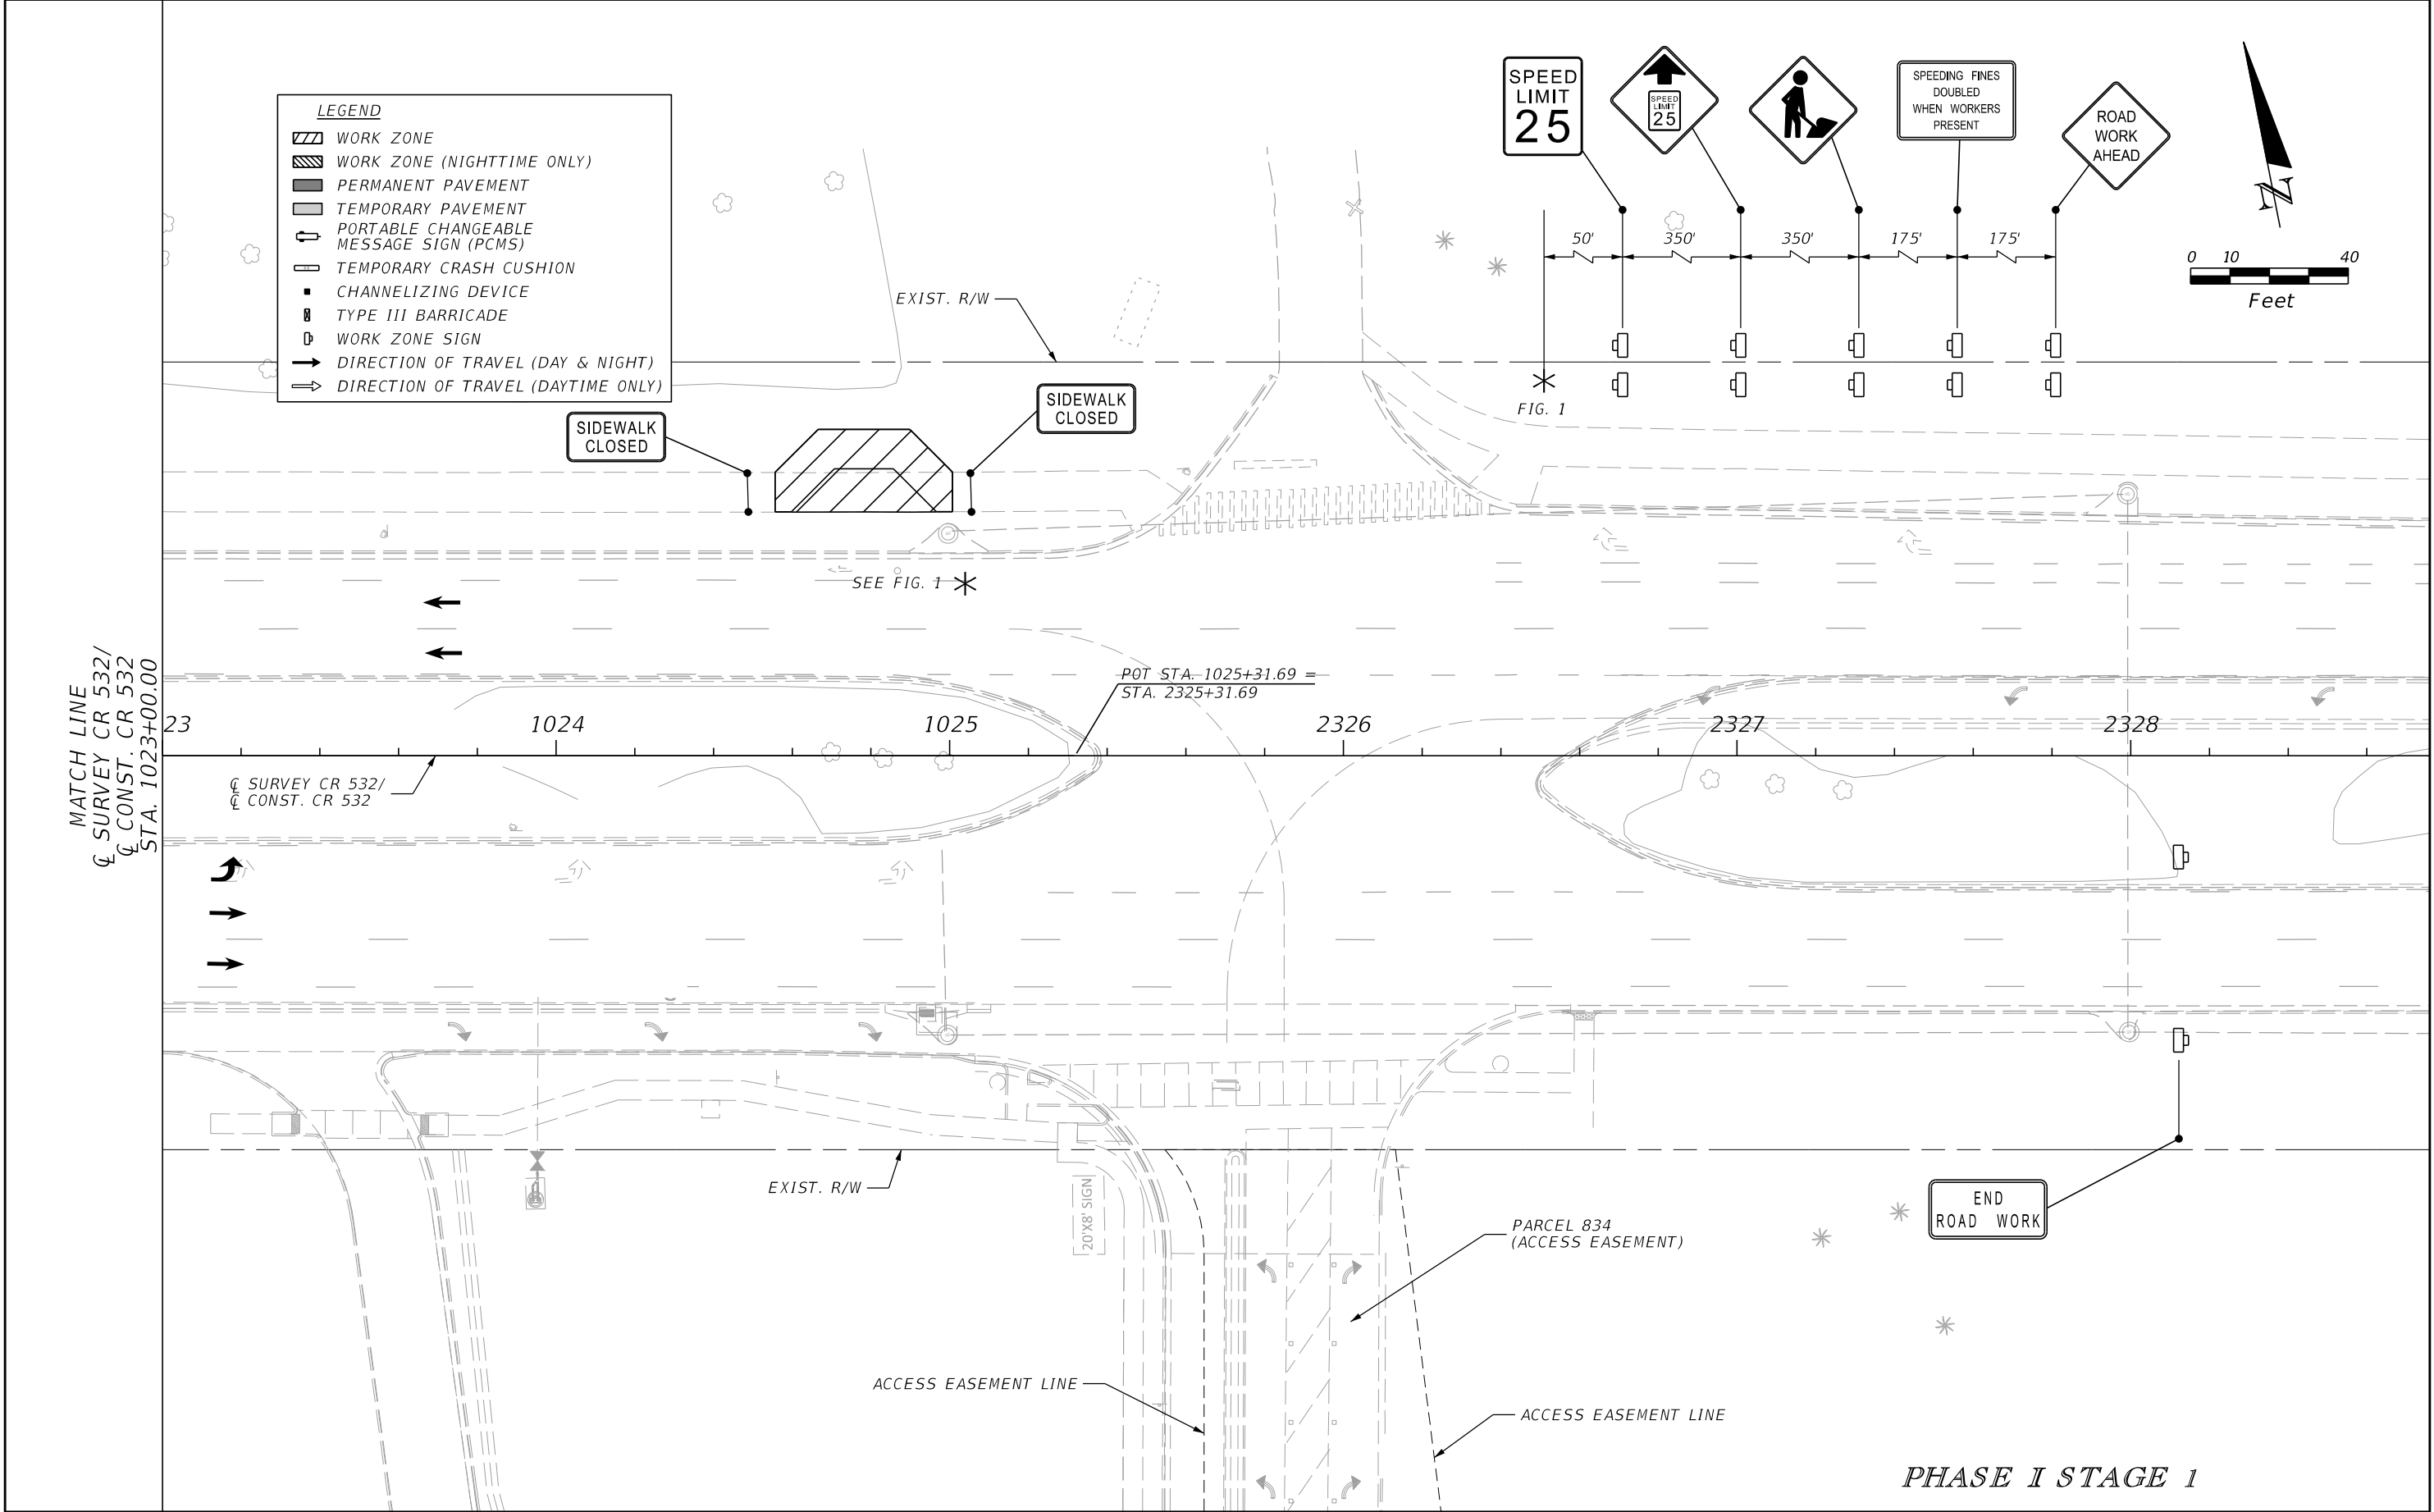 LEGEND
WORK ZONE
WORK ZONE (NIGHTTIME ONLY)
PERMANENT PAVEMENT
TEMPORARY PAVEMENT
PORTABLE CHANGEABLE
MESSAGE SIGN (PCMS)
TEMPORARY CRASH CUSHION
CHANNELIZING DEVICE
TYPE III BARRICADE
WORK ZONE SIGN
DIRECTION OF TRAVEL (DAY & NIGHT)
DIRECTION OF TRAVEL (DAYTIME ONLY)
SPEED
LIMIT
25
SPEED
LIMIT
25
SPEEDING FINES
DOUBLED
WHEN WORKERS
PRESENT
ROAD
WORK
AHEAD
N
50' 350' 350' 175' 175'
0 10 40
Feet
FIG. 1
EXIST. R/W
SIDEWALK
CLOSED
SIDEWALK
CLOSED
SEE FIG. 1
POT STA. 1025+31.69 =
STA. 2325+31.69
MATCH LINE
℄ SURVEY CR 532/
℄ CONST. CR 532
STA. 1023+00.00
23 1024 1025 2326 2327 2328
℄ SURVEY CR 532/
℄ CONST. CR 532
EXIST. R/W
20'X8' SIGN
PARCEL 834
(ACCESS EASEMENT)
END
ROAD WORK
ACCESS EASEMENT LINE
ACCESS EASEMENT LINE
PHASE I STAGE 1